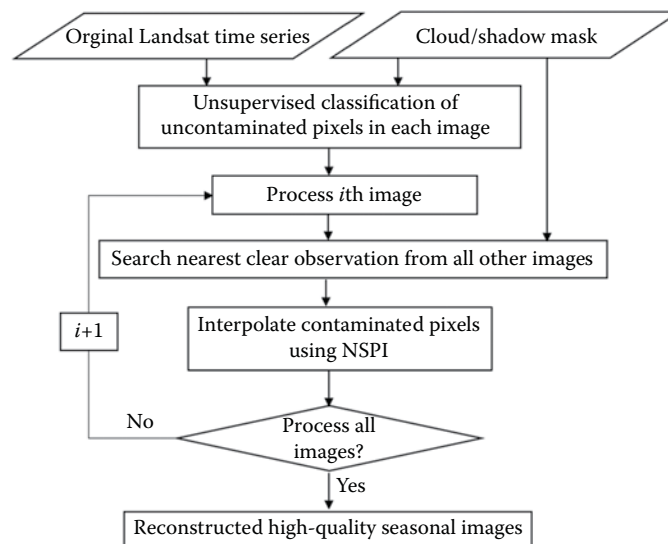 Orginal Landsat time series
Cloud/shadow mask
Unsupervised classification of
uncontaminated pixels in each image
Process ith image
Search nearest clear observation from all other images
Interpolate contaminated pixels
using NSPI
i+1
No
Process all
images?
Yes
Reconstructed high-quality seasonal images